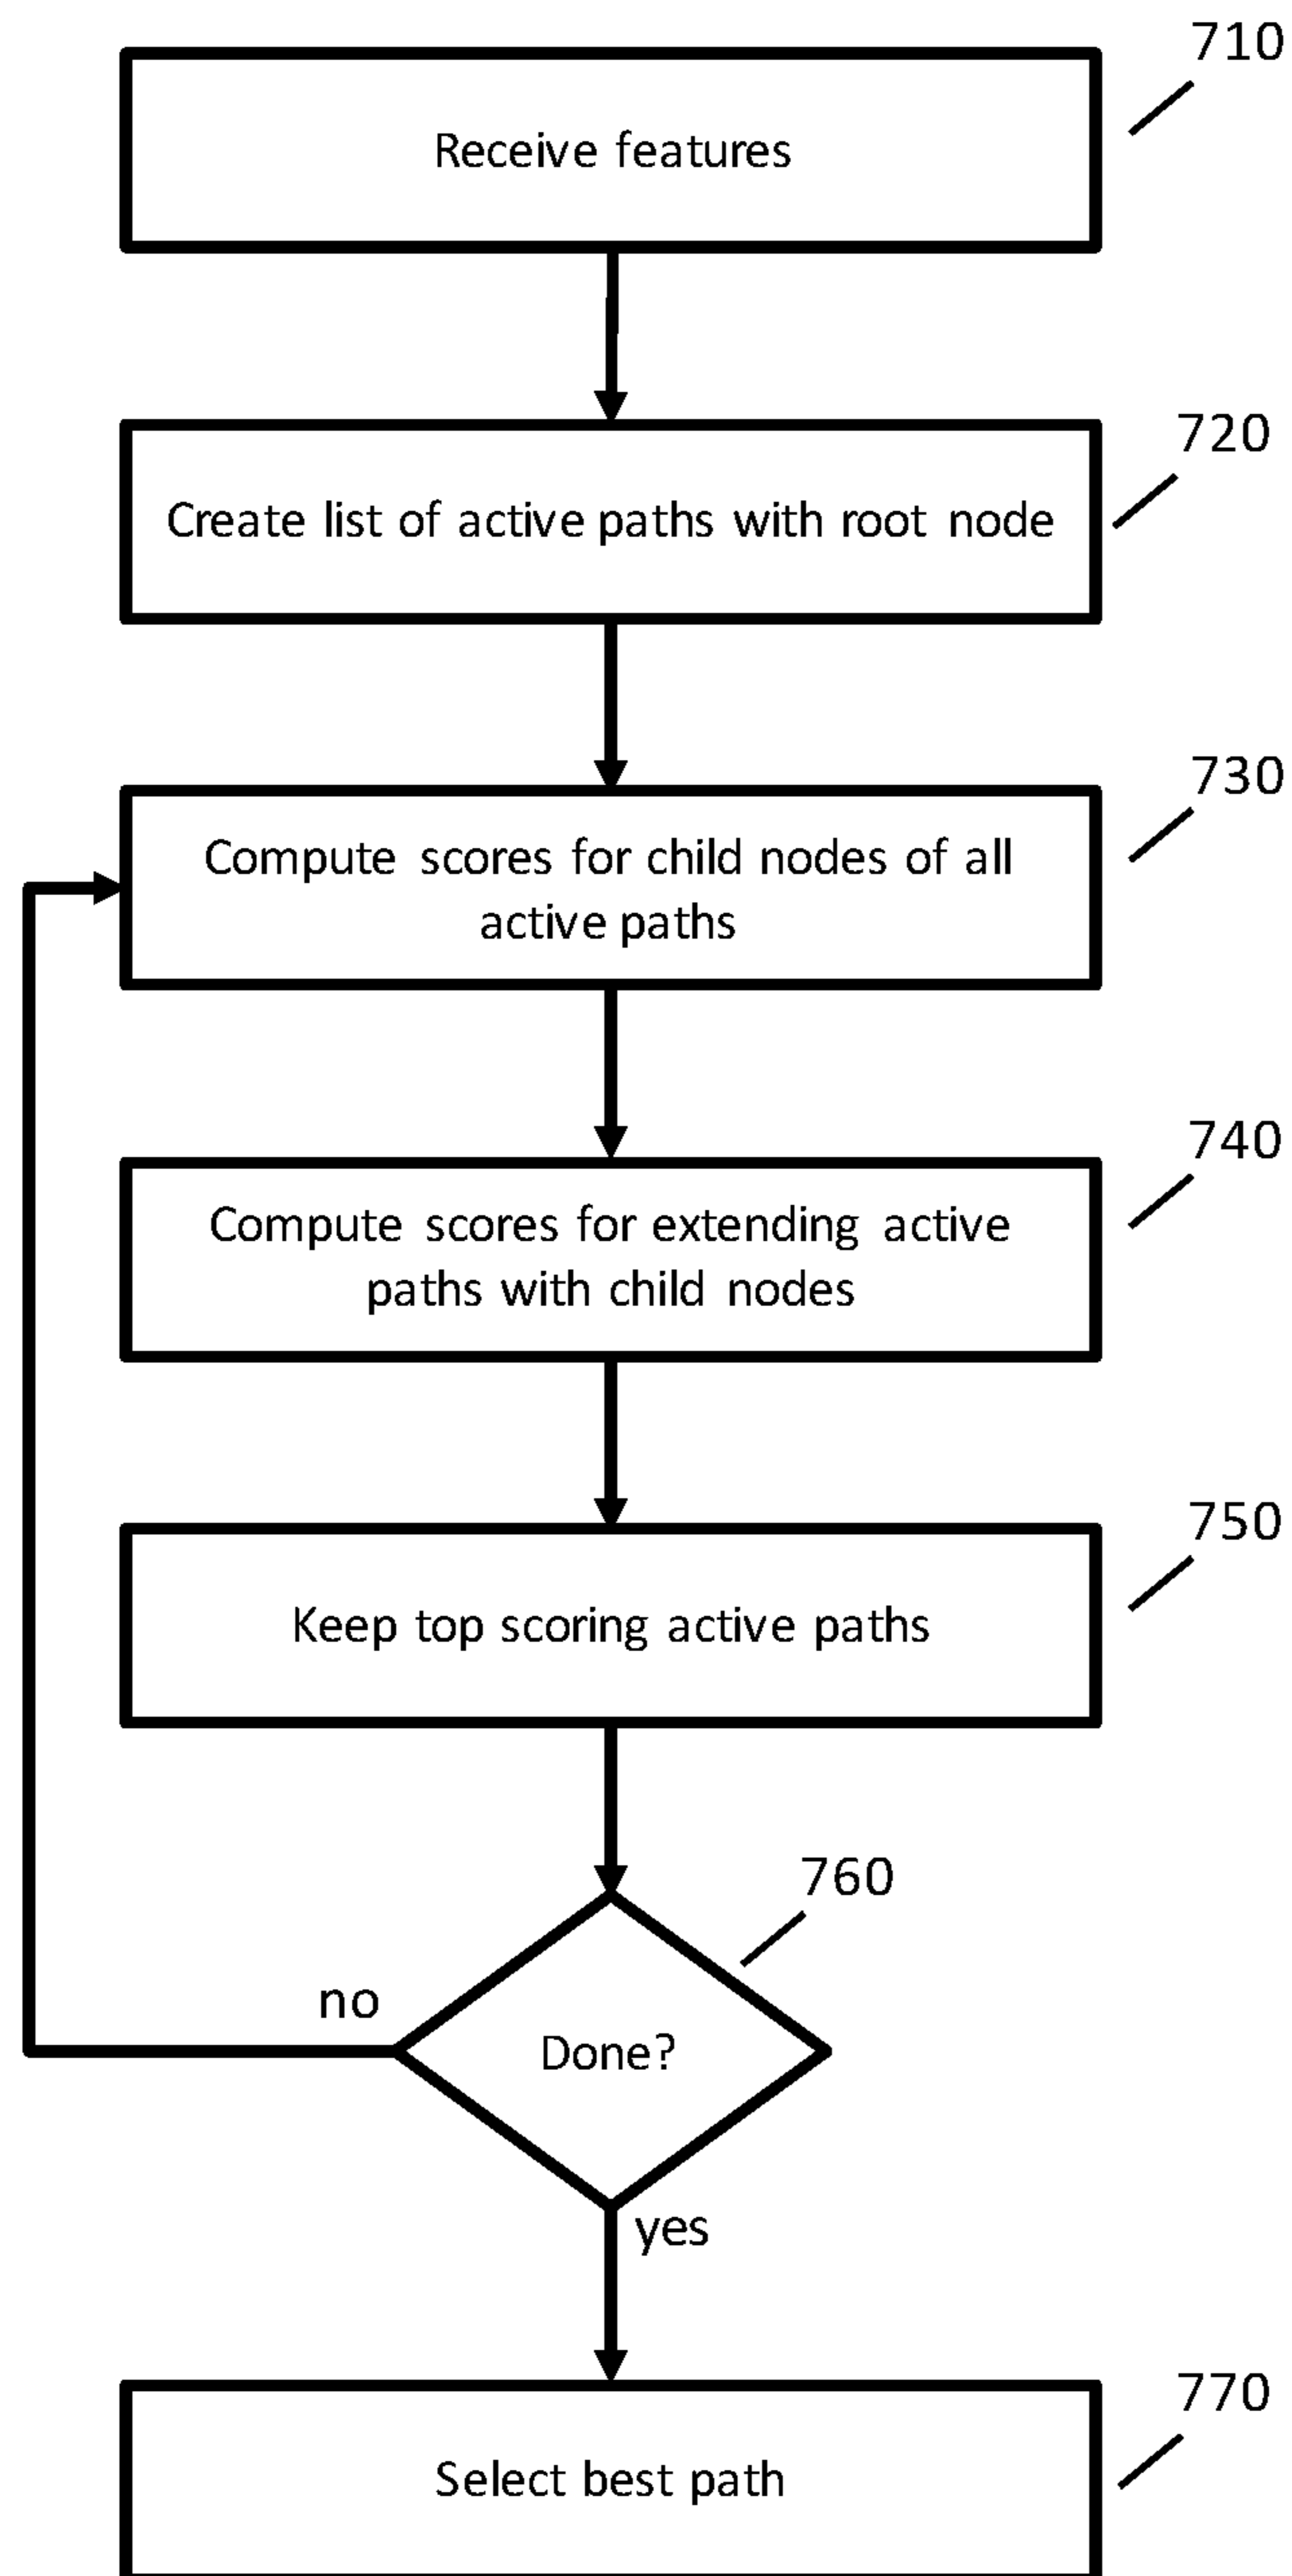 710
Receive features
720
Create list of active paths with root node
730
Compute scores for child nodes of all
active paths
740
Compute scores for extending active
paths with child nodes
750
Keep top scoring active paths
760
no
Done?
yes
770
Select best path